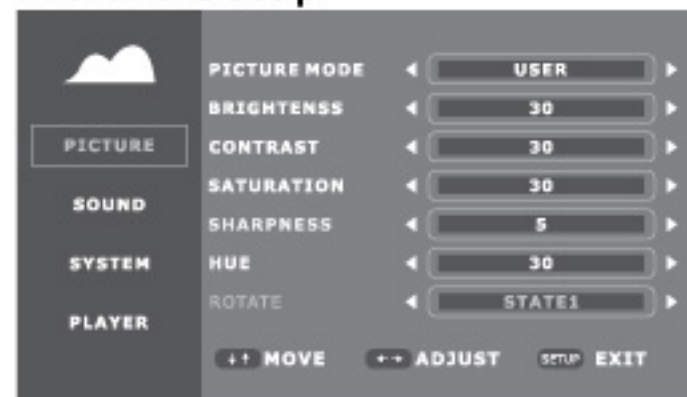 PICTURE
SOUND
SYSTEM
PLAYER
PICTURE MODE USER
BRIGHTENSS 30
CONTRAST 30
SATURATION 30
SHARPNESS 5
HUE 30
ROTATE STATE1
↓↑ MOVE ←→ ADJUST SETUP EXIT